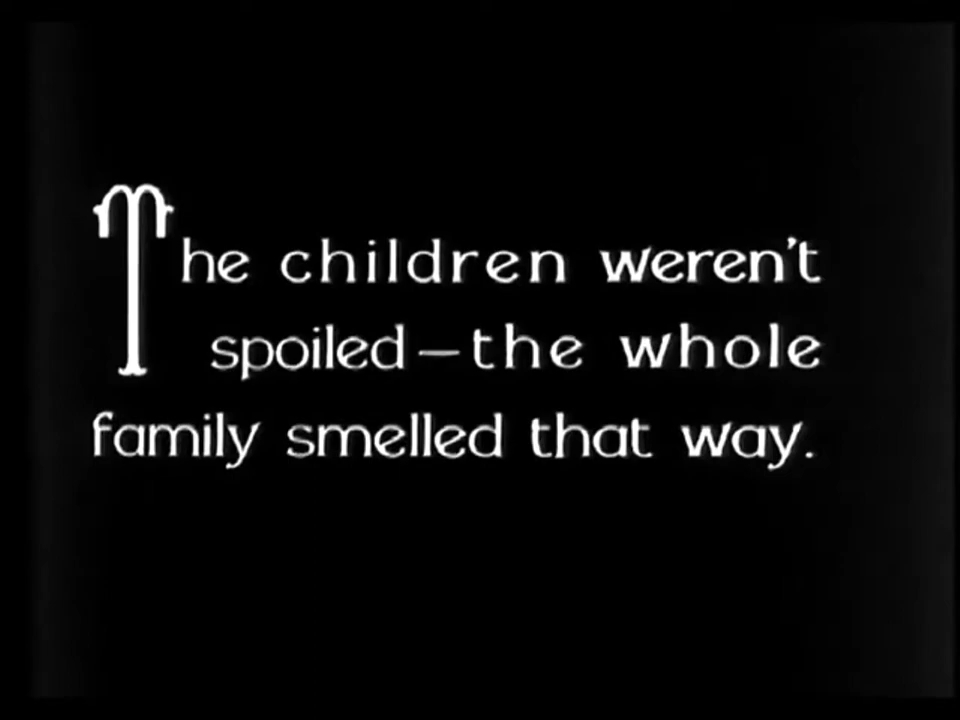 The children weren't
spoiled—the whole
family smelled that way.